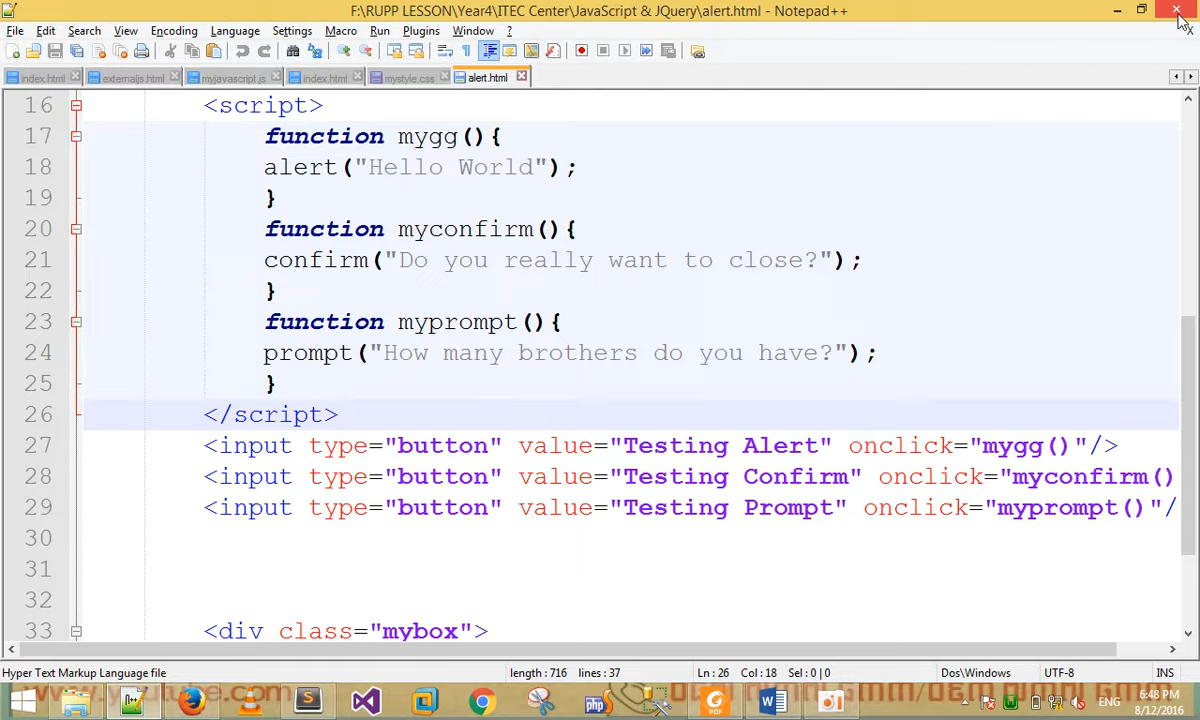 F:\RUPP LESSON\Year4\ITEC Center\JavaScript & JQuery\alert.html - Notepad++
File Edit Search View Encoding Language Settings Macro Run Plugins Window ?
index.html externaljs.html myjavascript.js index.html mystyle.css alert.html
16 <script>
17 function mygg(){
18 alert("Hello World");
19 }
20 function myconfirm(){
21 confirm("Do you really want to close?");
22 }
23 function myprompt(){
24 prompt("How many brothers do you have?");
25 }
26 </script>
27 <input type="button" value="Testing Alert" onclick="mygg()"/>
28 <input type="button" value="Testing Confirm" onclick="myconfirm()
29 <input type="button" value="Testing Prompt" onclick="myprompt()"/
30
31
32
33 <div class="mybox">
Hyper Text Markup Language file length : 716 lines : 37 Ln : 26 Col : 18 Sel : 0 | 0 Dos\Windows UTF-8 INS
ENG 6:48 PM
8/12/2016